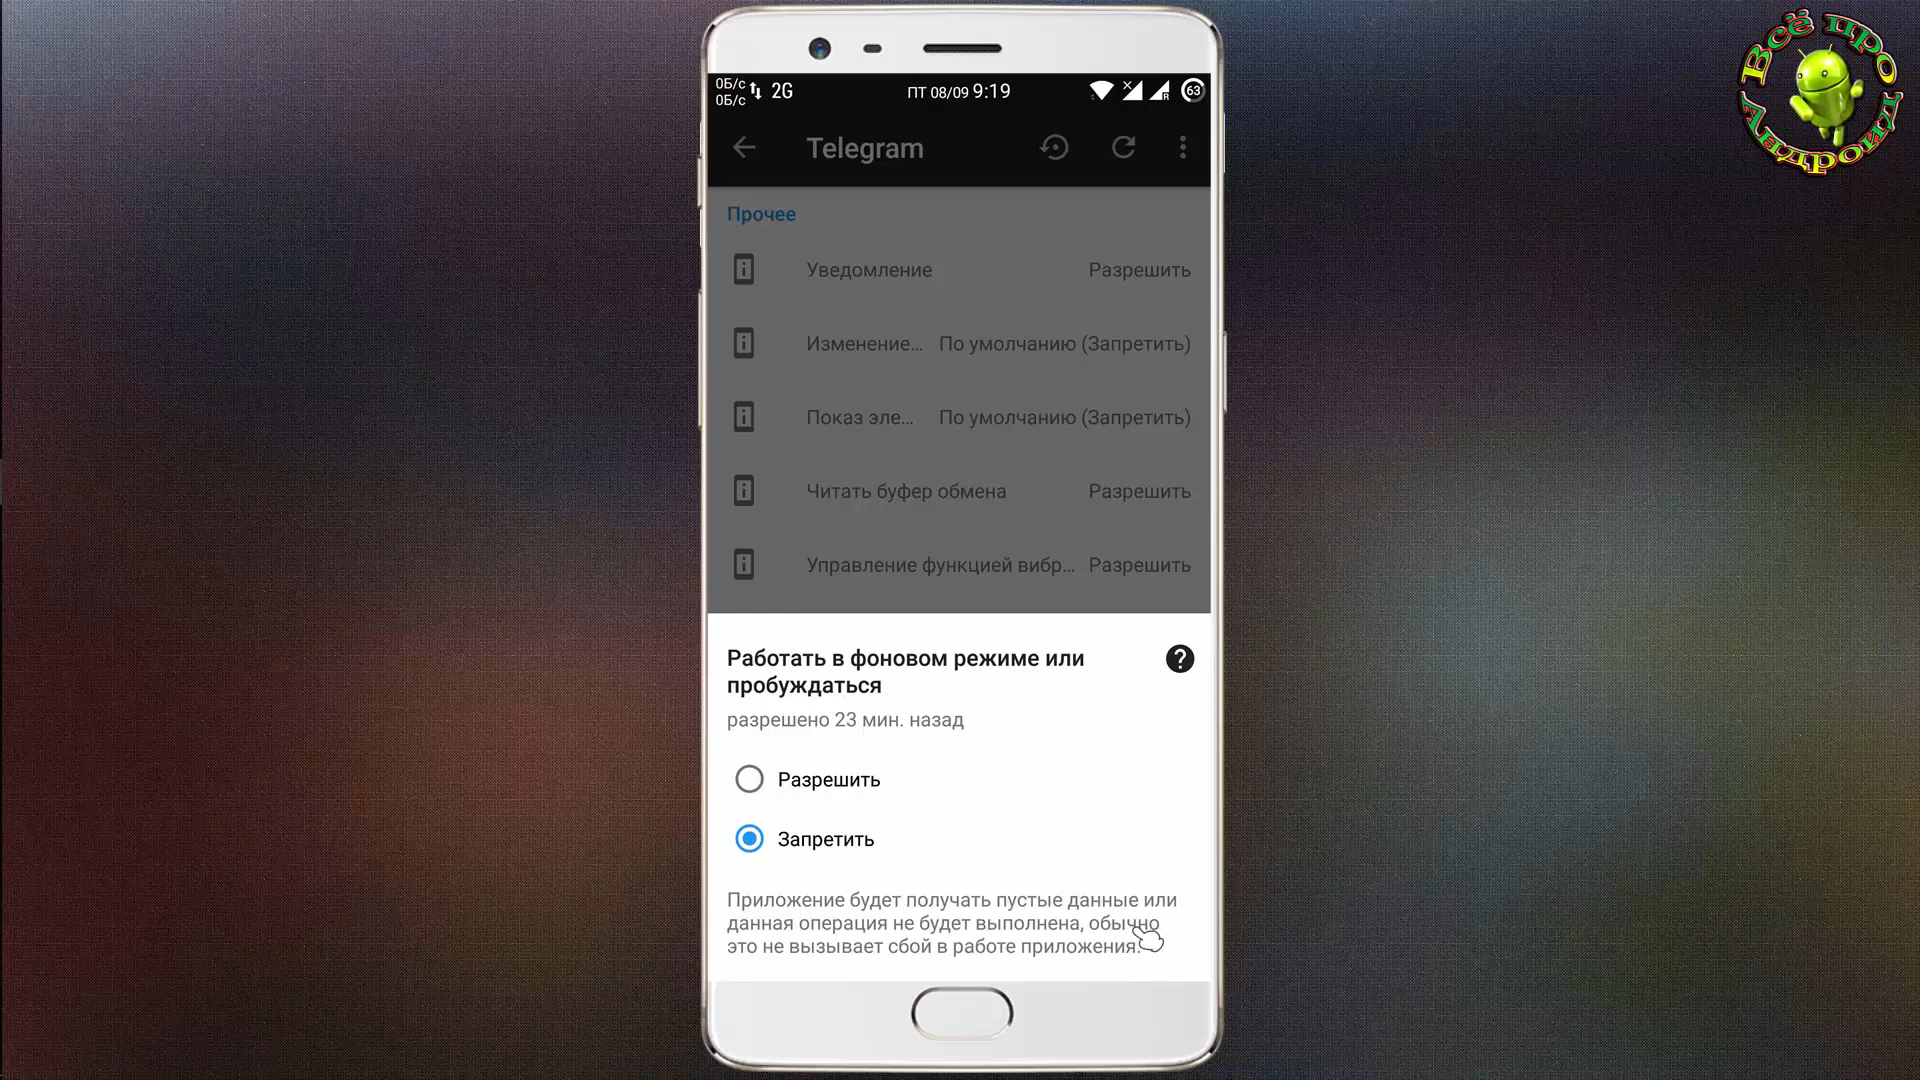 Всё про Андроид
0Б/с
0Б/с
2G
ПТ 08/09 9:19
R
63
Telegram
Прочее
Уведомление Разрешить
Изменение... По умолчанию (Запретить)
Показ эле... По умолчанию (Запретить)
Читать буфер обмена Разрешить
Управление функцией вибр... Разрешить
Работать в фоновом режиме или
пробуждаться
?
разрешено 23 мин. назад
Разрешить
Запретить
Приложение будет получать пустые данные или
данная операция не будет выполнена, обычно
это не вызывает сбой в работе приложения.